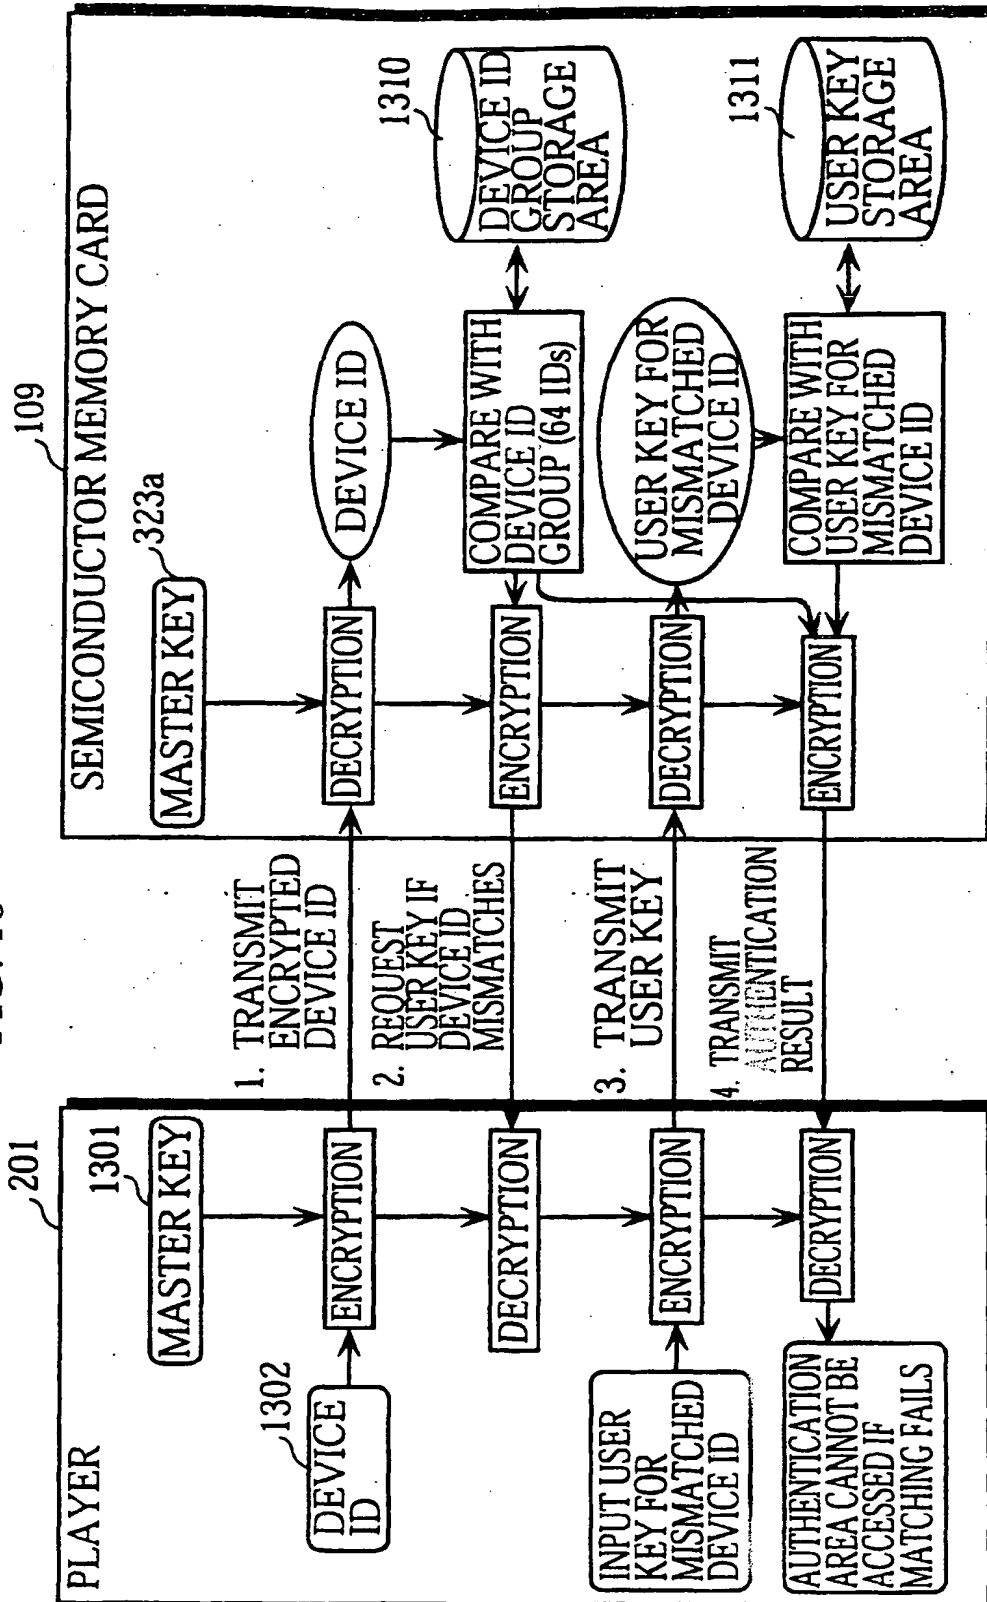 PLAYER
201
1301
MASTER KEY
1302
DEVICE
ID
ENCRYPTION
DECRYPTION
INPUT USER
KEY FOR
MISMATCHED
DEVICE ID
ENCRYPTION
AUTHENTICATION
AREA CANNOT BE
ACCESSED IF
MATCHING FAILS
DECRYPTION
1. TRANSMIT
ENCRYPTED
DEVICE ID
2. REQUEST
USER KEY IF
DEVICE ID
MISMATCHES
3. TRANSMIT
USER KEY
4. TRANSMIT
AUTHENTICATION
RESULT
SEMICONDUCTOR MEMORY CARD
109
323a
MASTER KEY
DECRYPTION
DEVICE ID
ENCRYPTION
COMPARE WITH
DEVICE ID
GROUP (64 IDs)
1310
DEVICE ID
GROUP
STORAGE
AREA
DECRYPTION
USER KEY FOR
MISMATCHED
DEVICE ID
ENCRYPTION
COMPARE WITH
USER KEY FOR
MISMATCHED
DEVICE ID
1311
USER KEY
STORAGE
AREA